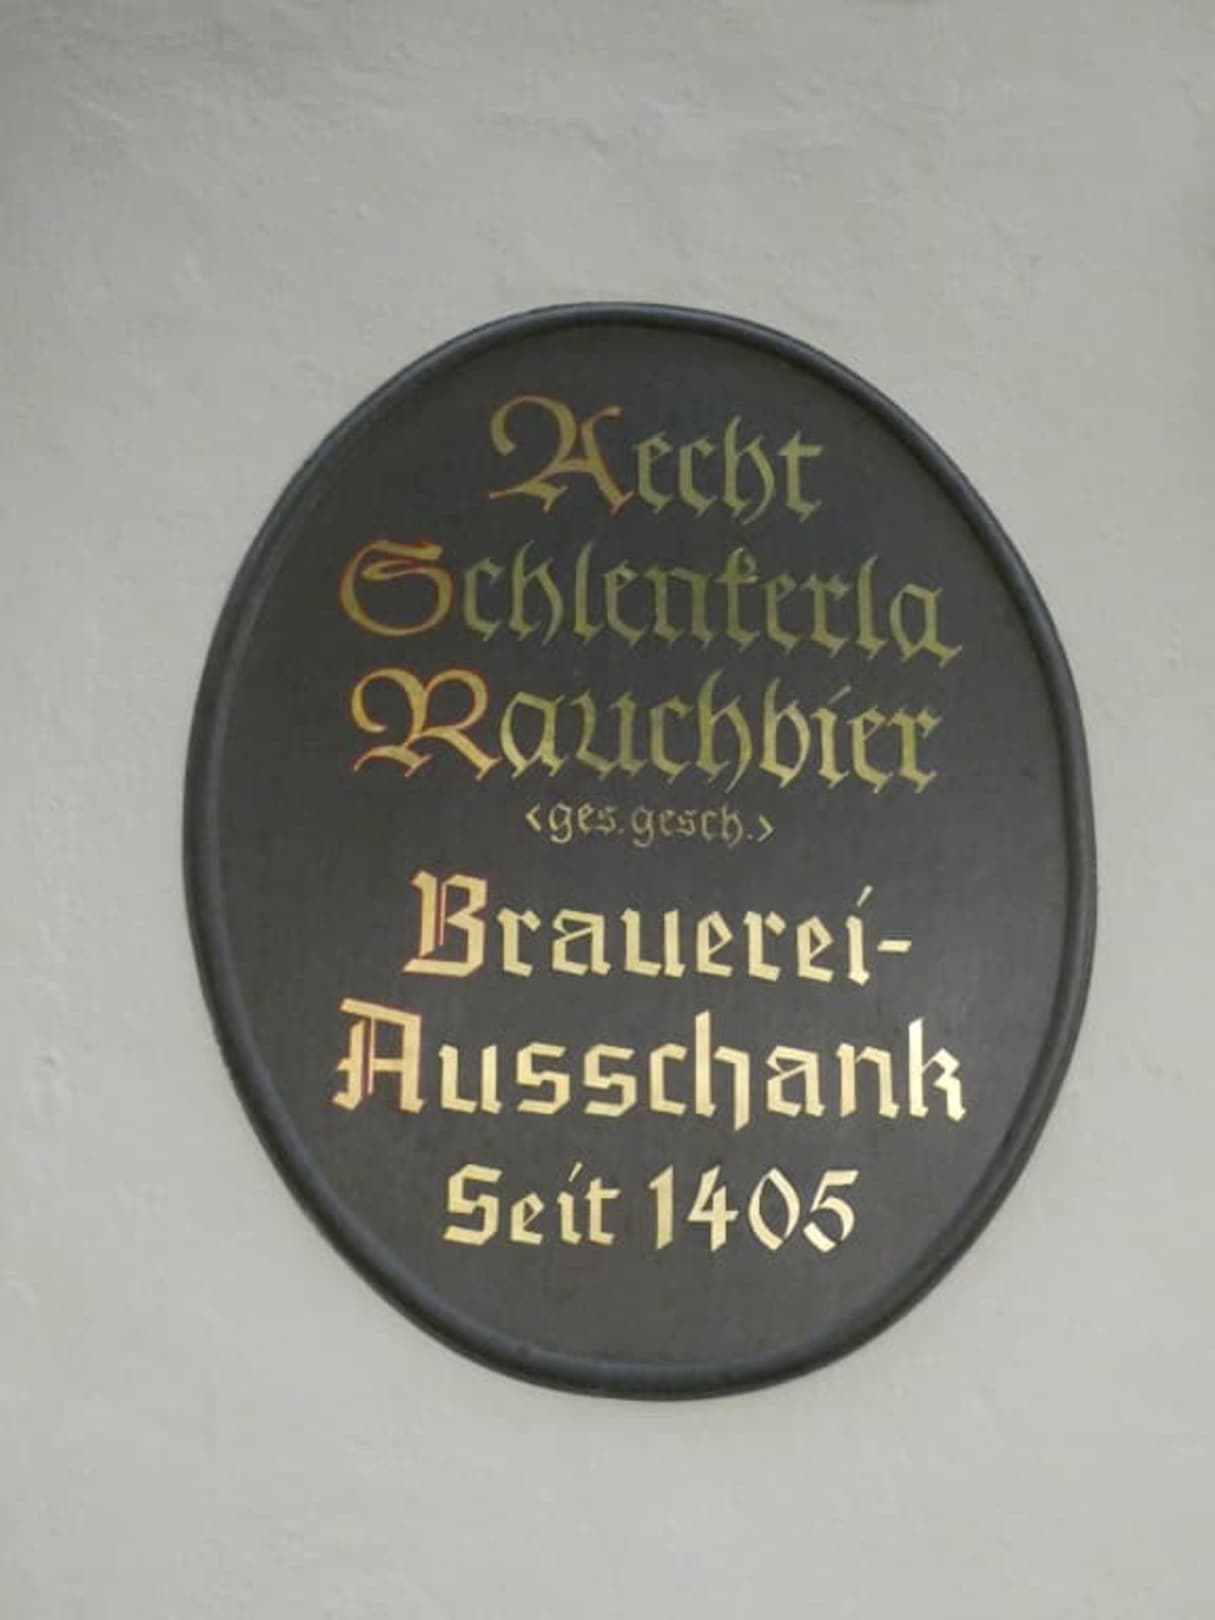 Aecht
Schlenkerla
Rauchbier
<ges. gesch.>
Brauerei-
Ausschank
Seit 1405